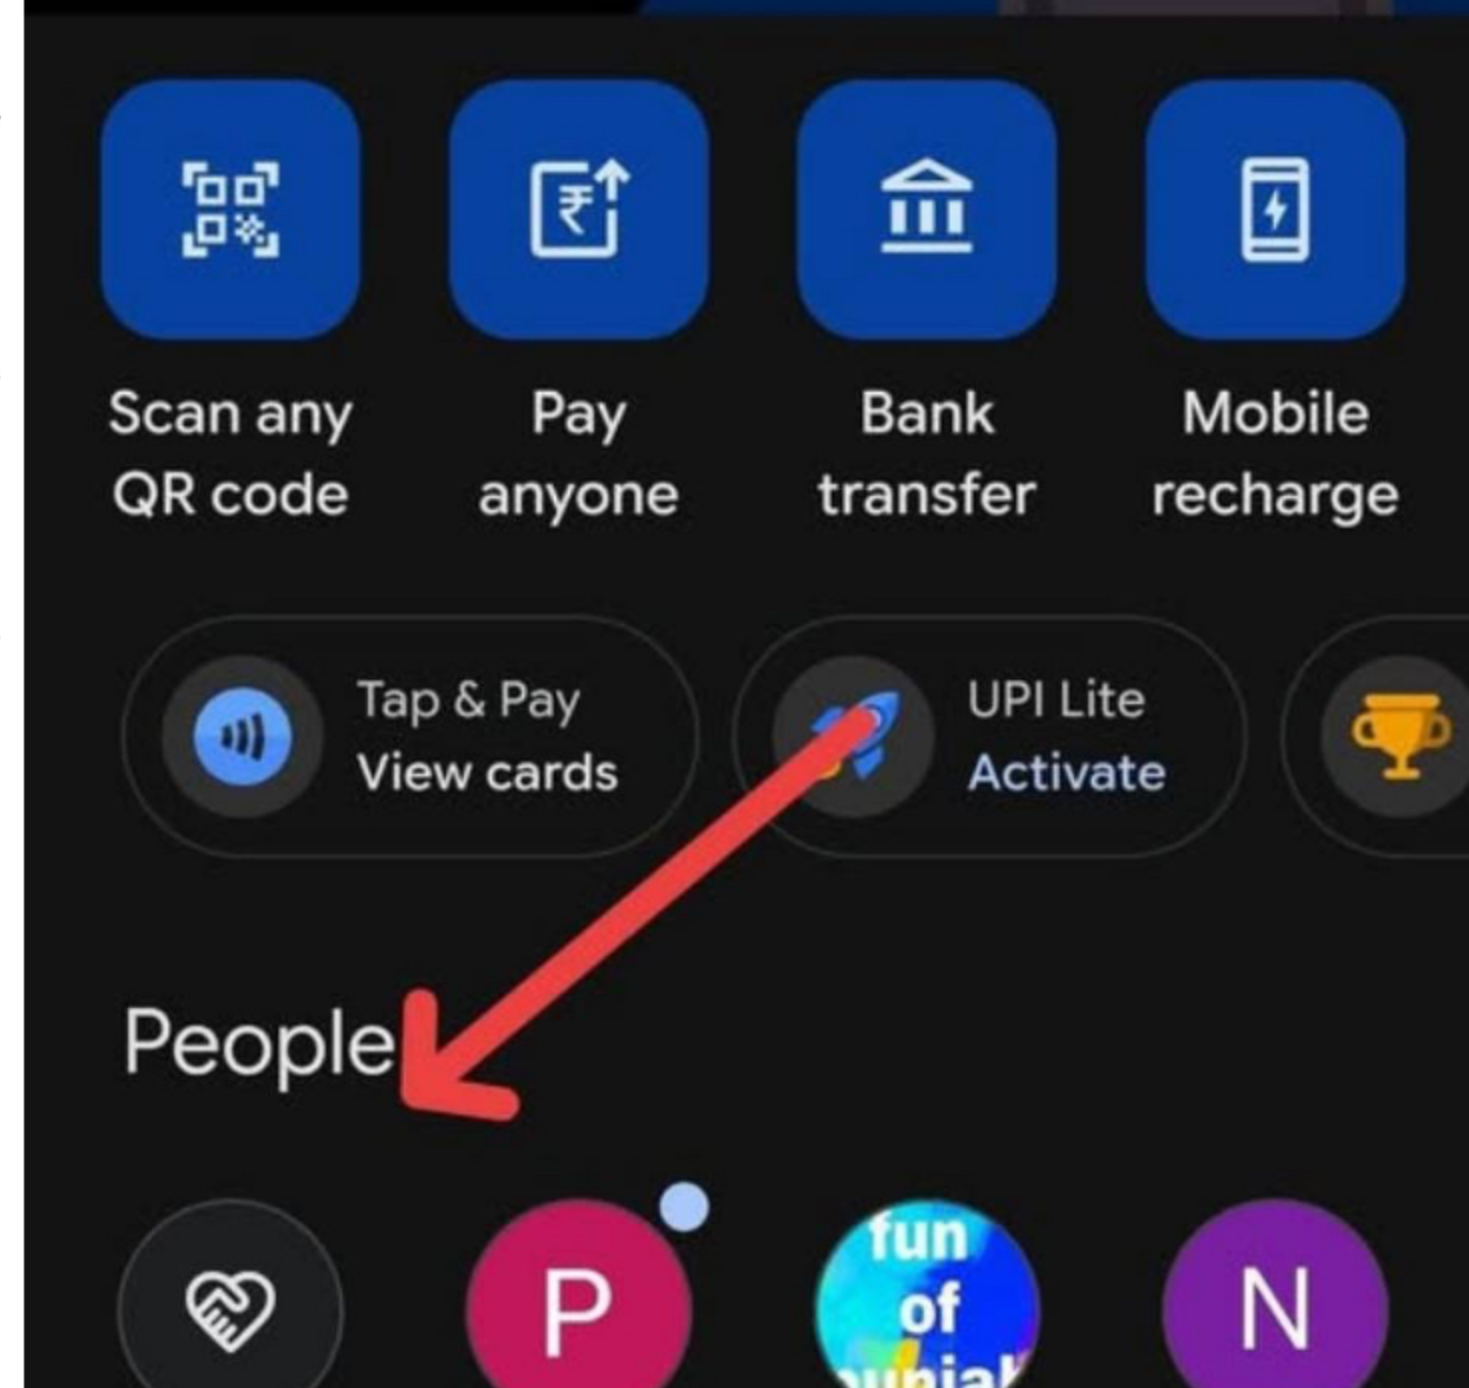 Scan any
QR code
Pay
anyone
Bank
transfer
Mobile
recharge
Tap & Pay
View cards
UPI Lite
Activate
People
P
fun
of
N